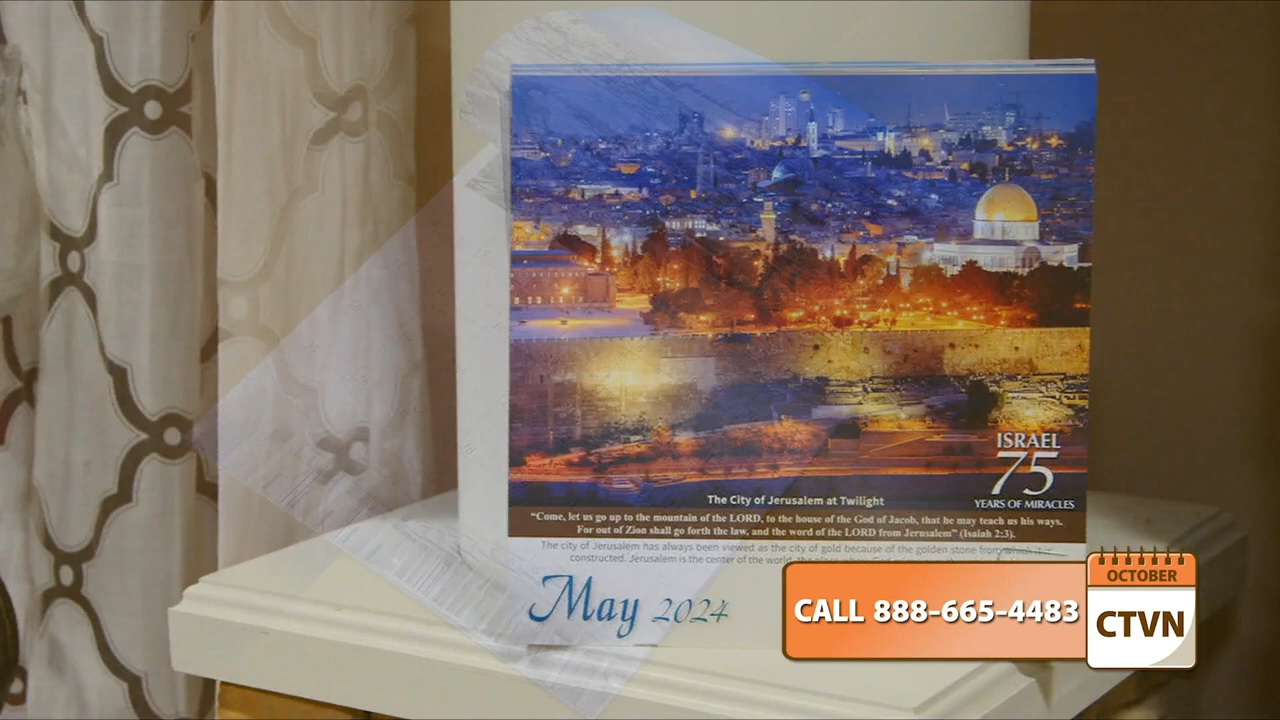 ISRAEL
75
YEARS OF MIRACLES
The City of Jerusalem at Twilight
“Come, let us go up to the mountain of the LORD, to the house of the God of Jacob, that he may teach us his ways.
For out of Zion shall go forth the law, and the word of the LORD from Jerusalem” (Isaiah 2:3).
The city of Jerusalem has always been viewed as the city of gold because of the golden stone from which it is
constructed. Jerusalem is the center of the world, the place where God
May 2024
CALL 888-665-4483
OCTOBER
CTVN